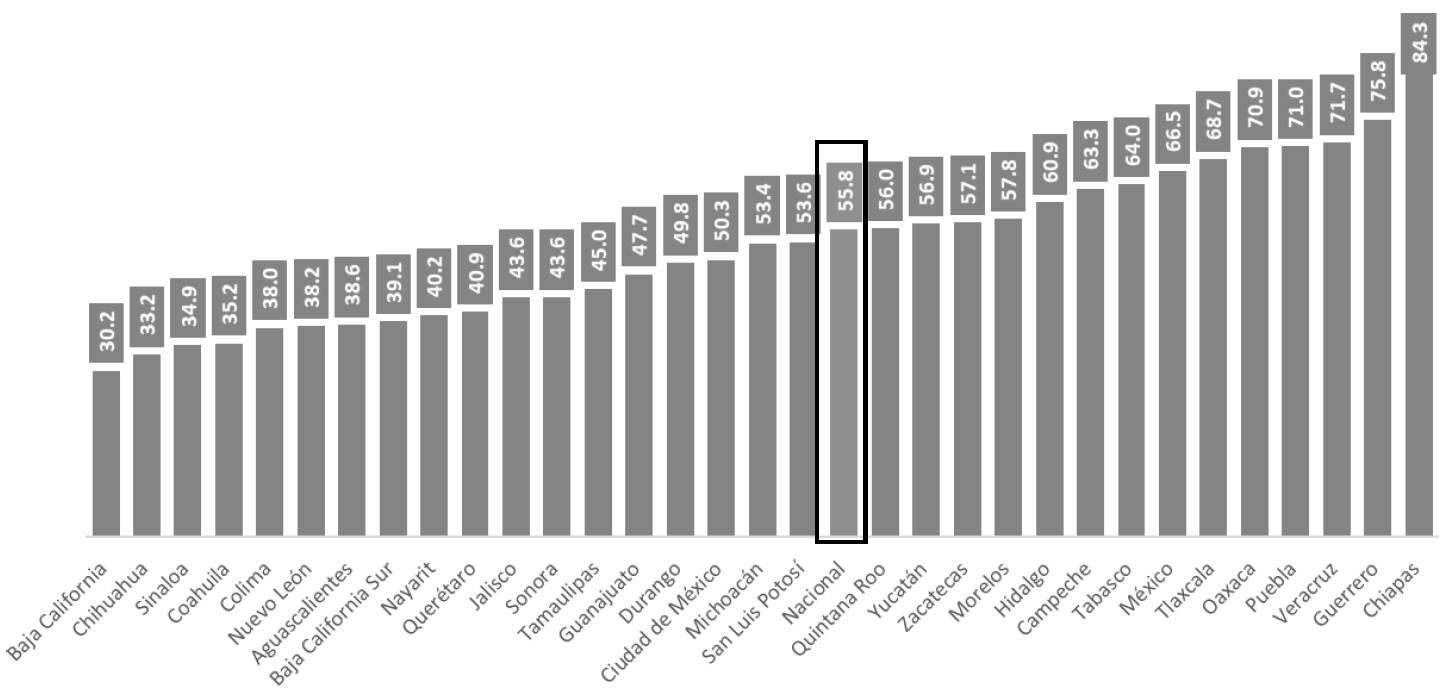 30.2
33.2
34.9
35.2
38.0
38.2
38.6
39.1
40.2
40.9
43.6
43.6
45.0
47.7
49.8
50.3
53.4
53.6
55.8
56.0
56.9
57.1
57.8
60.9
63.3
64.0
66.5
68.7
70.9
71.0
71.7
75.8
84.3
Baja California
Chihuahua
Sinaloa
Coahuila
Colima
Nuevo León
Aguascalientes
Baja California Sur
Nayarit
Querétaro
Jalisco
Sonora
Tamaulipas
Guanajuato
Durango
Ciudad de México
Michoacán
San Luis Potosí
Nacional
Quintana Roo
Yucatán
Zacatecas
Morelos
Hidalgo
Campeche
Tabasco
México
Tlaxcala
Oaxaca
Puebla
Veracruz
Guerrero
Chiapas